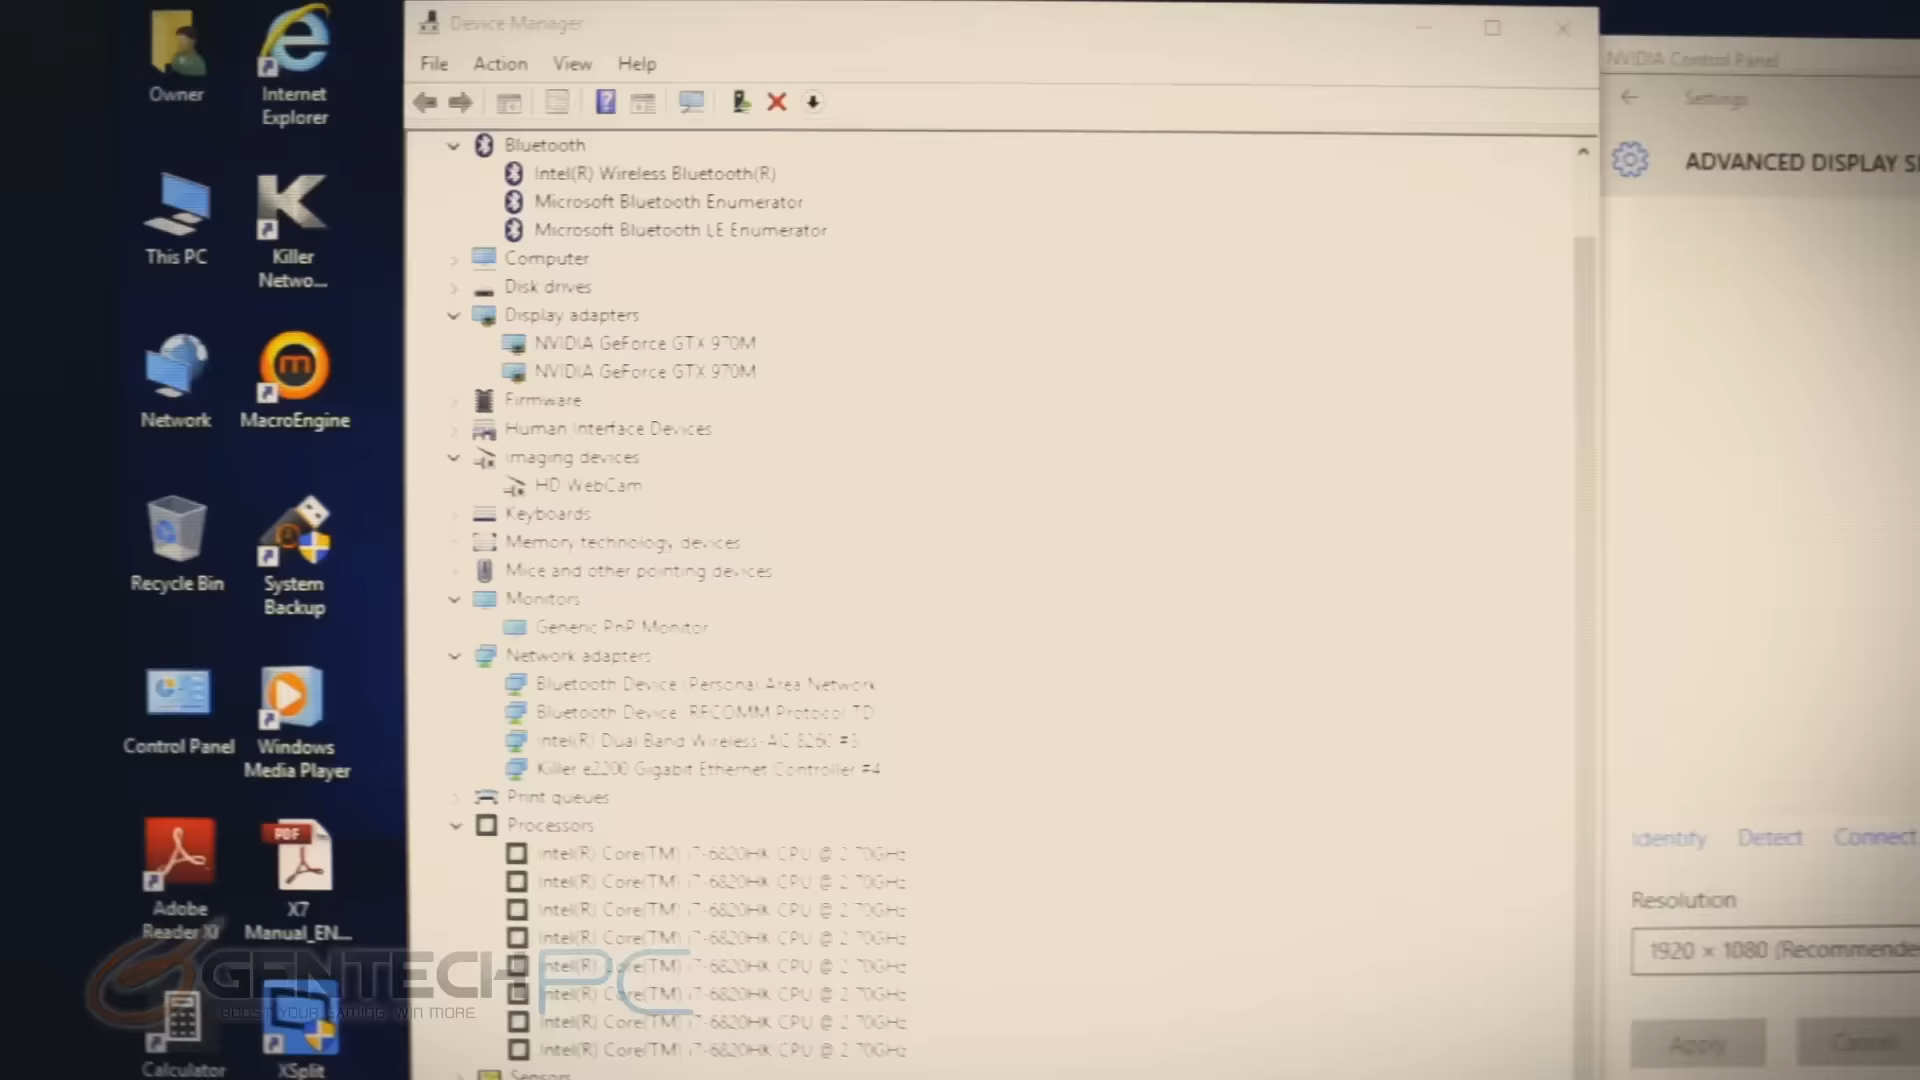 Owner
Internet
Explorer
This PC
Killer
Netwo...
Network
MacroEngine
Recycle Bin
System
Backup
Control Panel
Windows
Media Player
Adobe
Reader XI
PDF
X7
Manual_EN...
Calculator
XSplit
Device Manager
File Action View Help
Bluetooth
Intel(R) Wireless Bluetooth(R)
Microsoft Bluetooth Enumerator
Microsoft Bluetooth LE Enumerator
Computer
Disk drives
Display adapters
NVIDIA GeForce GTX 970M
NVIDIA GeForce GTX 970M
Firmware
Human Interface Devices
Imaging devices
HD WebCam
Keyboards
Memory technology devices
Mice and other pointing devices
Monitors
Generic PnP Monitor
Network adapters
Bluetooth Device (Personal Area Network
Bluetooth Device (RFCOMM Protocol TDI
Intel(R) Dual Band Wireless-AC 8260 #3
Killer e2200 Gigabit Ethernet Controller #4
Print queues
Processors
Intel(R) Core(TM) i7-6820HK CPU @ 2.70GHz
Intel(R) Core(TM) i7-6820HK CPU @ 2.70GHz
Intel(R) Core(TM) i7-6820HK CPU @ 2.70GHz
Intel(R) Core(TM) i7-6820HK CPU @ 2.70GHz
Intel(R) Core(TM) i7-6820HK CPU @ 2.70GHz
Intel(R) Core(TM) i7-6820HK CPU @ 2.70GHz
Intel(R) Core(TM) i7-6820HK CPU @ 2.70GHz
Intel(R) Core(TM) i7-6820HK CPU @ 2.70GHz
Sensors
NVIDIA Control Panel
Settings
ADVANCED DISPLAY S
Identify Detect Connect
Resolution
1920 × 1080 (Recommende
Apply Cancel
GENTECH PC
BOOST YOUR GAMING. WIN MORE.